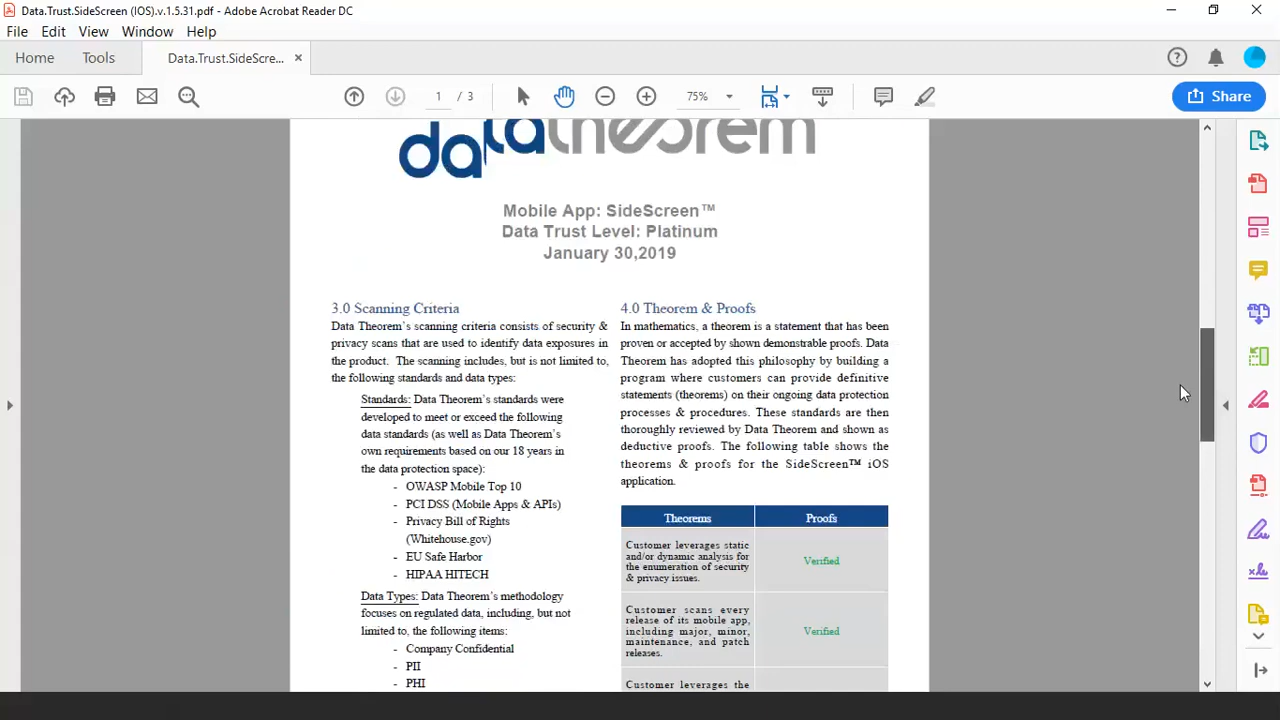 Data.Trust.SideScreen (IOS).v.1.5.31.pdf - Adobe Acrobat Reader DC
File Edit View Window Help
Home Tools Data.Trust.SideScre... ×
1 / 3 75% Share
datatheorem
Mobile App: SideScreen™
Data Trust Level: Platinum
January 30,2019
3.0 Scanning Criteria
Data Theorem's scanning criteria consists of security &
privacy scans that are used to identify data exposures in
the product. The scanning includes, but is not limited to,
the following standards and data types:
Standards: Data Theorem's standards were
developed to meet or exceed the following
data standards (as well as Data Theorem's
own requirements based on our 18 years in
the data protection space):
- OWASP Mobile Top 10
- PCI DSS (Mobile Apps & APIs)
- Privacy Bill of Rights
(Whitehouse.gov)
- EU Safe Harbor
- HIPAA HITECH
Data Types: Data Theorem's methodology
focuses on regulated data, including, but not
limited to, the following items:
- Company Confidential
- PII
- PHI
4.0 Theorem & Proofs
In mathematics, a theorem is a statement that has been
proven or accepted by shown demonstrable proofs. Data
Theorem has adopted this philosophy by building a
program where customers can provide definitive
statements (theorems) on their ongoing data protection
processes & procedures. These standards are then
thoroughly reviewed by Data Theorem and shown as
deductive proofs. The following table shows the
theorems & proofs for the SideScreen™ iOS
application.
Theorems Proofs
Customer leverages static
and/or dynamic analysis for
the enumeration of security
& privacy issues.
Verified
Customer scans every
release of its mobile app,
including major, minor,
maintenance, and patch
releases.
Verified
Customer leverages the